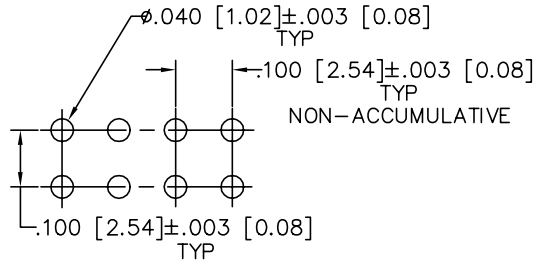 ⌀.040 [1.02]±.003 [0.08]
TYP
.100 [2.54]±.003 [0.08]
TYP
NON-ACCUMULATIVE
.100 [2.54]±.003 [0.08]
TYP